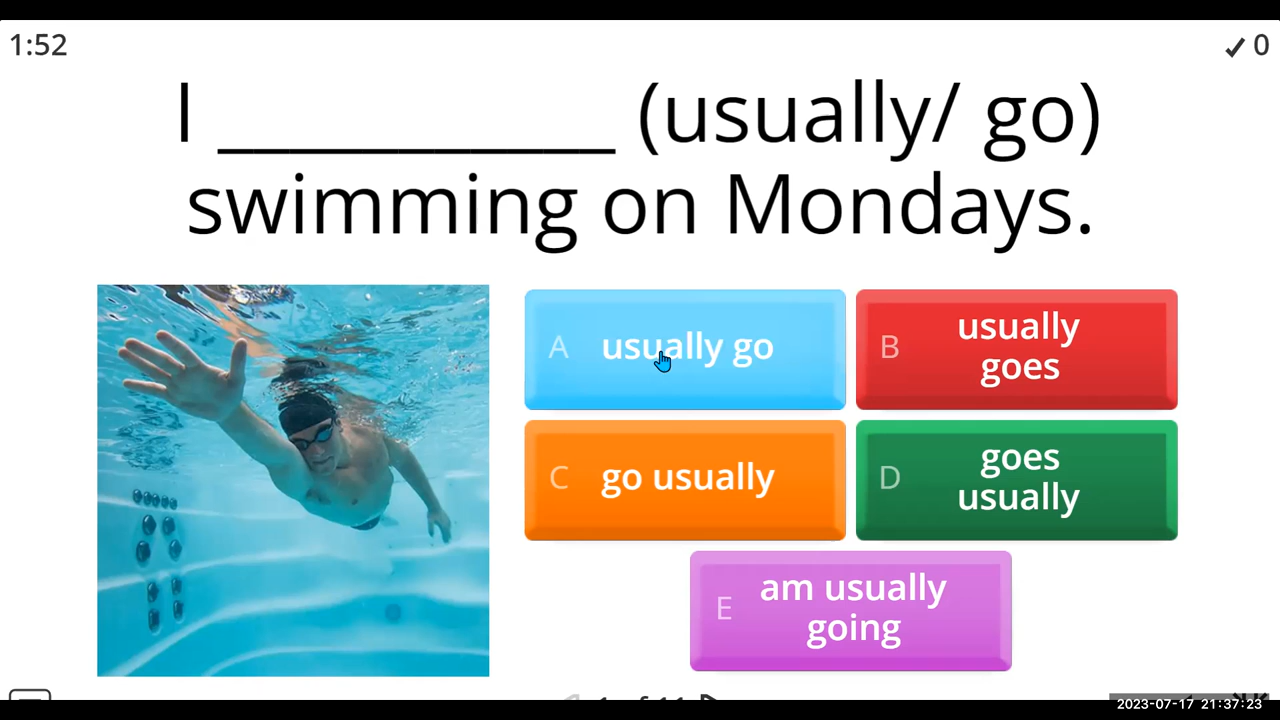 1:52
✓ 0
I ___________ (usually/ go)
swimming on Mondays.
A usually go
B usually
goes
C go usually
D goes
usually
E am usually
going
2023-07-17 21:37:23